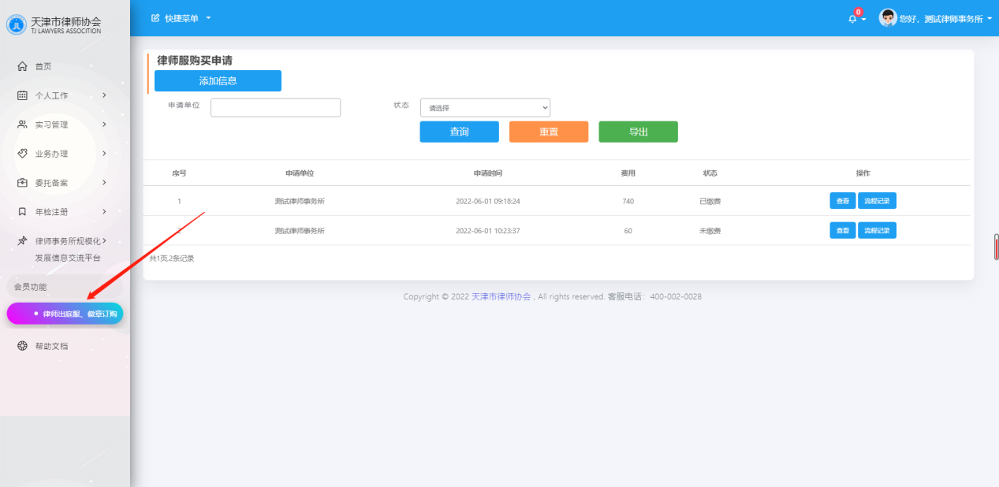 天津市律师协会
TJ LAWYERS ASSOCITION
快捷菜单
0
您好，测试律师事务所
首页
个人工作
实习管理
业务办理
委托备案
年检注册
律师事务所规模化
发展信息交流平台
会员功能
律师出庭服、徽章订购
帮助文档
律师服购买申请
添加信息
申请单位
状态 请选择
查询 重置 导出
序号 申请单位 申请时间 费用 状态 操作
1 测试律师事务所 2022-06-01 09:18:24 740 已缴费 查看 流程记录
2 测试律师事务所 2022-06-01 10:23:37 60 未缴费 查看 流程记录
共1页,2条记录
Copyright © 2022 天津市律师协会 , All rights reserved. 客服电话：400-002-0028